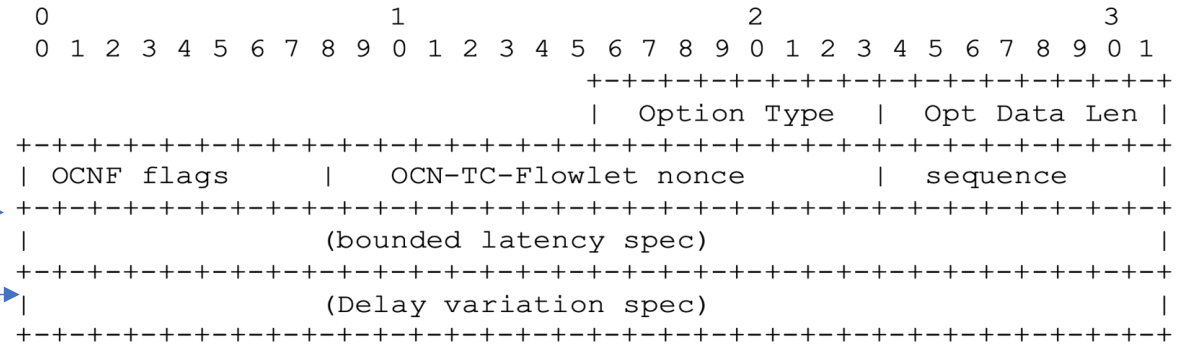 0                   1                   2                   3
 0 1 2 3 4 5 6 7 8 9 0 1 2 3 4 5 6 7 8 9 0 1 2 3 4 5 6 7 8 9 0 1
                                +-+-+-+-+-+-+-+-+-+-+-+-+-+-+-+-+
                                |  Option Type  |  Opt Data Len |
+-+-+-+-+-+-+-+-+-+-+-+-+-+-+-+-+-+-+-+-+-+-+-+-+-+-+-+-+-+-+-+-+
| OCNF flags     |   OCN-TC-Flowlet nonce       |  sequence     |
+-+-+-+-+-+-+-+-+-+-+-+-+-+-+-+-+-+-+-+-+-+-+-+-+-+-+-+-+-+-+-+-+
|                (bounded latency spec)                         |
+-+-+-+-+-+-+-+-+-+-+-+-+-+-+-+-+-+-+-+-+-+-+-+-+-+-+-+-+-+-+-+-+
|                (Delay variation spec)                         |
+-+-+-+-+-+-+-+-+-+-+-+-+-+-+-+-+-+-+-+-+-+-+-+-+-+-+-+-+-+-+-+-+